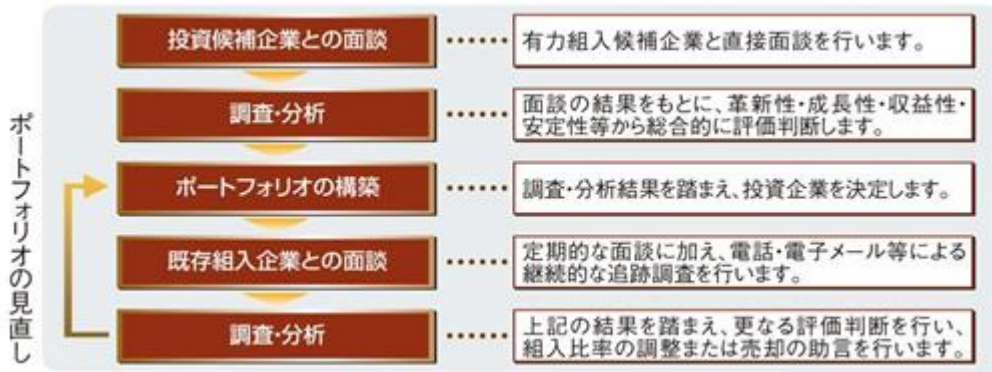 投資候補企業との面談
有力組入候補企業と直接面談を行います。
調査・分析
面談の結果をもとに、革新性・成長性・収益性・
安定性等から総合的に評価判断します。
ポートフォリオの構築
調査・分析結果を踏まえ、投資企業を決定します。
既存組入企業との面談
定期的な面談に加え、電話・電子メール等による
継続的な追跡調査を行います。
調査・分析
上記の結果を踏まえ、更なる評価判断を行い、
組入比率の調整または売却の助言を行います。
ポートフォリオの見直し